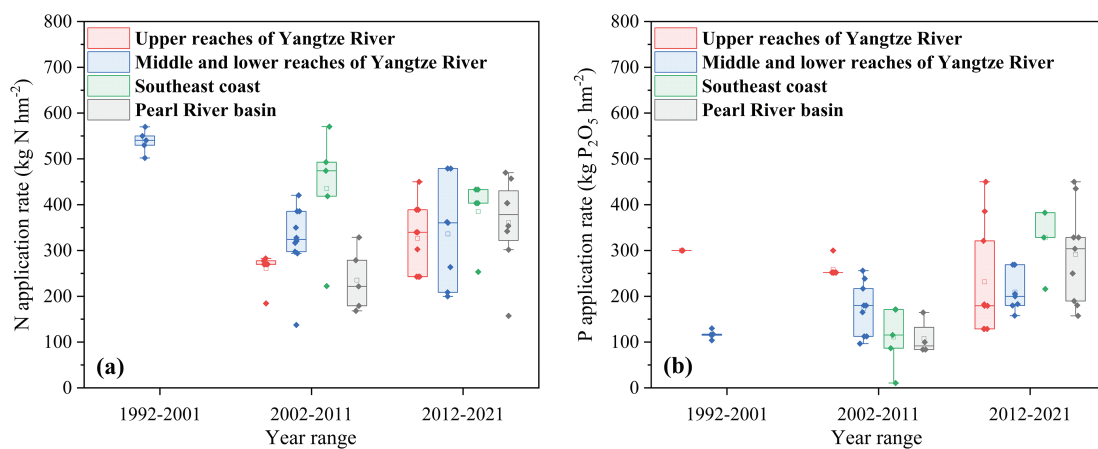 N application rate (kg N hm⁻²)
800
700
600
500
400
300
200
100
0
Upper reaches of Yangtze River
Middle and lower reaches of Yangtze River
Southeast coast
Pearl River basin
(a)
1992-2001
2002-2011
2012-2021
Year range
P application rate (kg P₂O₅ hm⁻²)
800
700
600
500
400
300
200
100
0
Upper reaches of Yangtze River
Middle and lower reaches of Yangtze River
Southeast coast
Pearl River basin
(b)
1992-2001
2002-2011
2012-2021
Year range